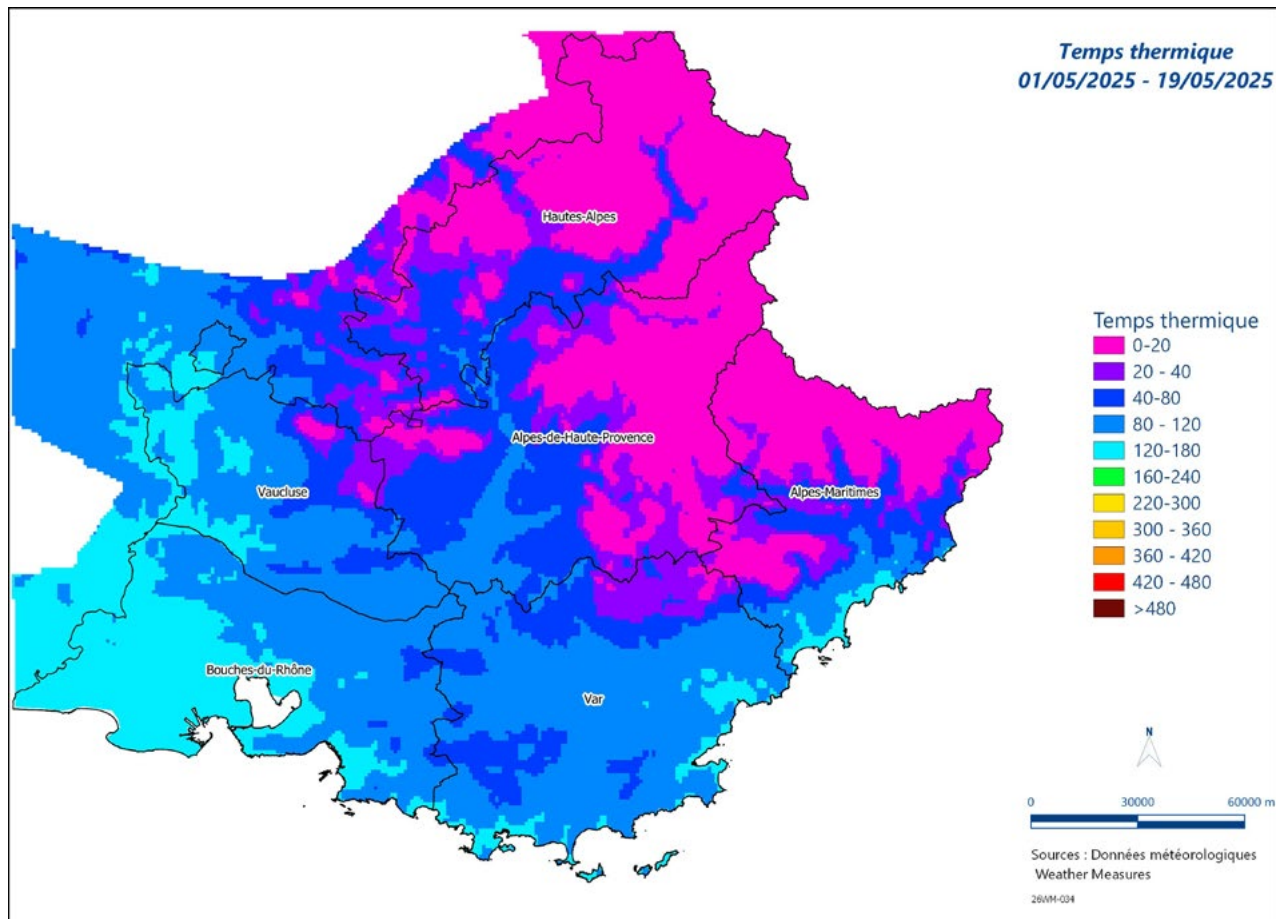 Temps thermique
01/05/2025 - 19/05/2025
Hautes-Alpes
Alpes-de-Haute-Provence
Vaucluse
Alpes-Maritimes
Bouches-du-Rhône
Var
Temps thermique
0-20
20 - 40
40-80
80 - 120
120-180
160-240
220-300
300 - 360
360 - 420
420 - 480
>480
N
0 30000 60000 m
Sources : Données météorologiques
Weather Measures
26WM-034